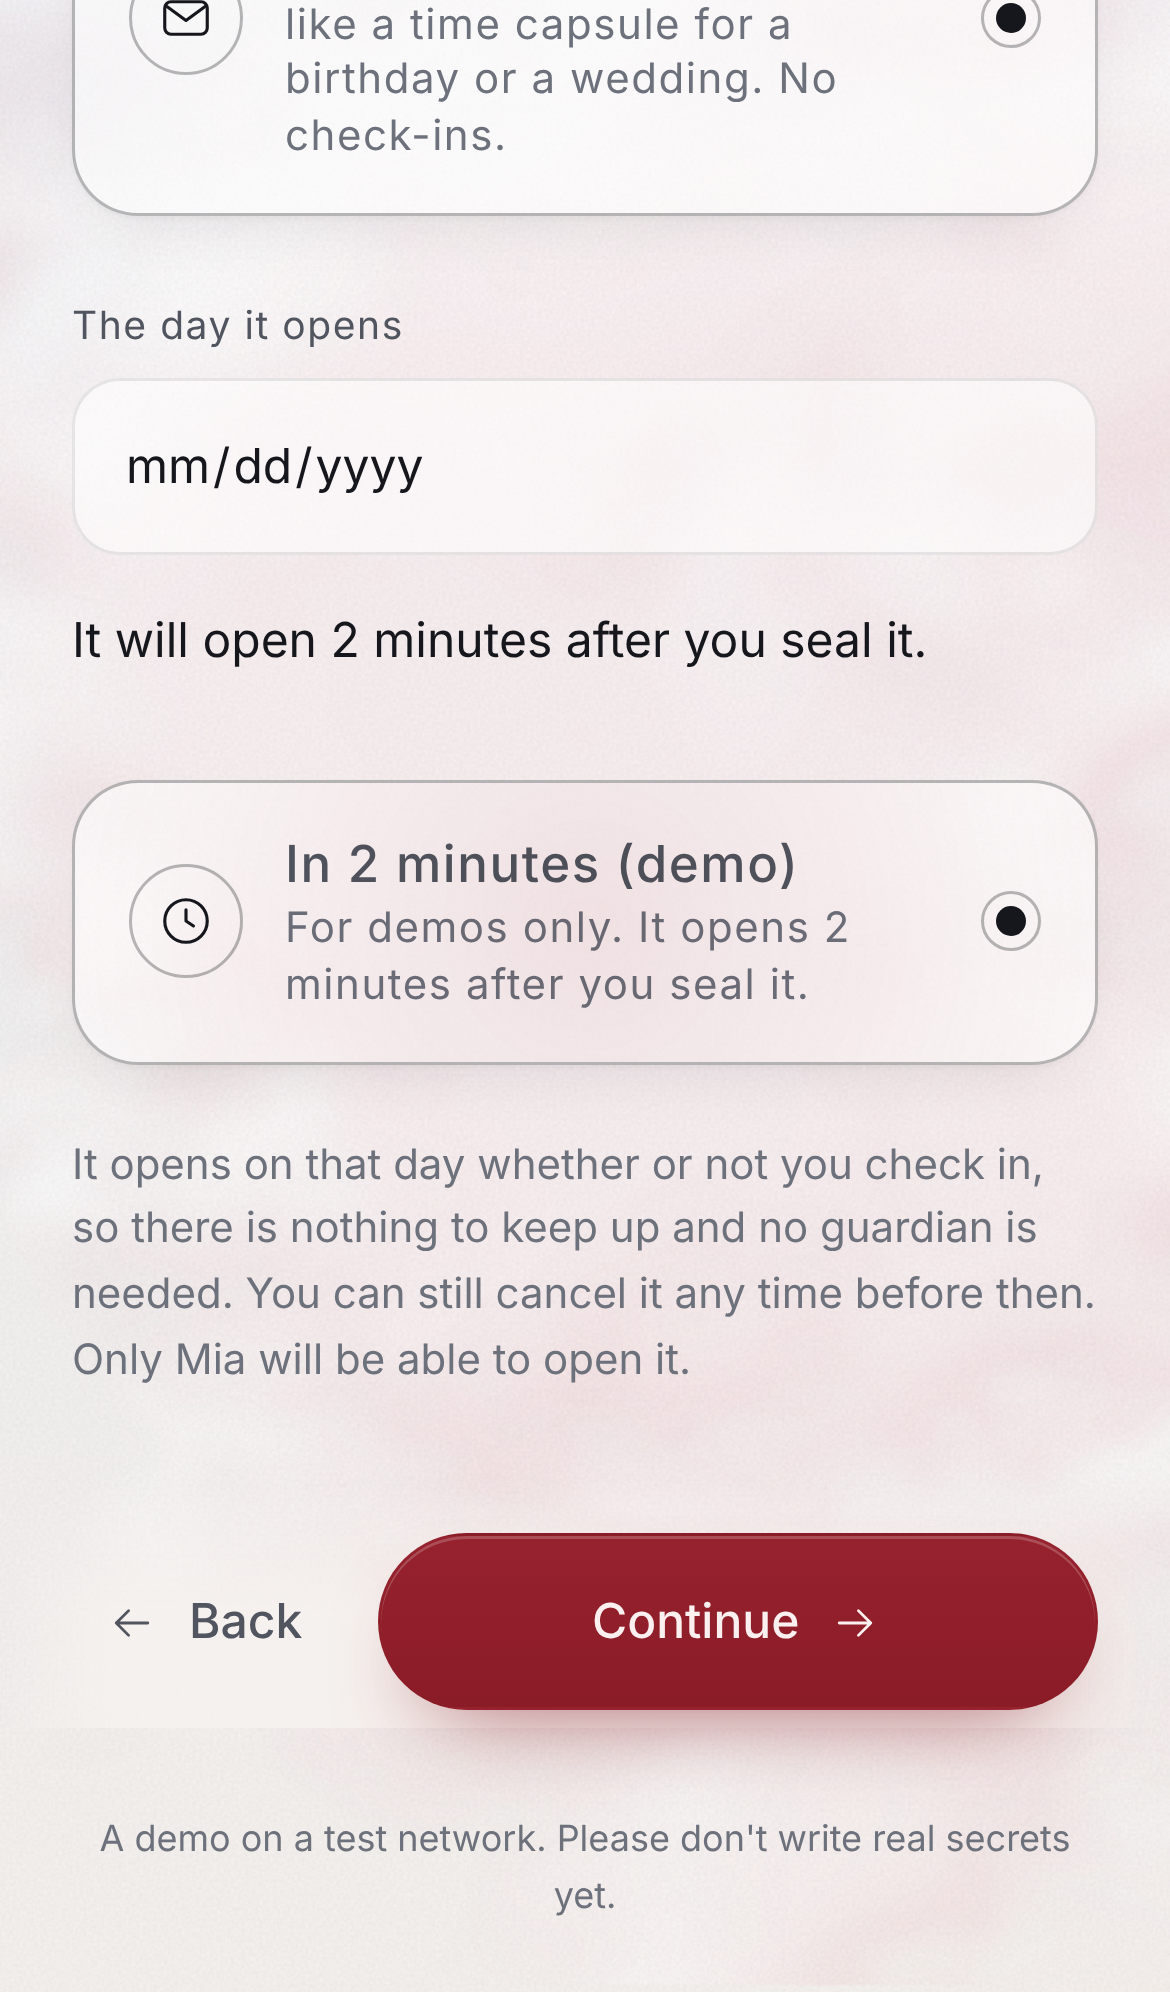 like a time capsule for a
birthday or a wedding. No
check-ins.
The day it opens
mm/dd/yyyy
It will open 2 minutes after you seal it.
In 2 minutes (demo)
For demos only. It opens 2
minutes after you seal it.
It opens on that day whether or not you check in,
so there is nothing to keep up and no guardian is
needed. You can still cancel it any time before then.
Only Mia will be able to open it.
← Back
Continue →
A demo on a test network. Please don't write real secrets
yet.